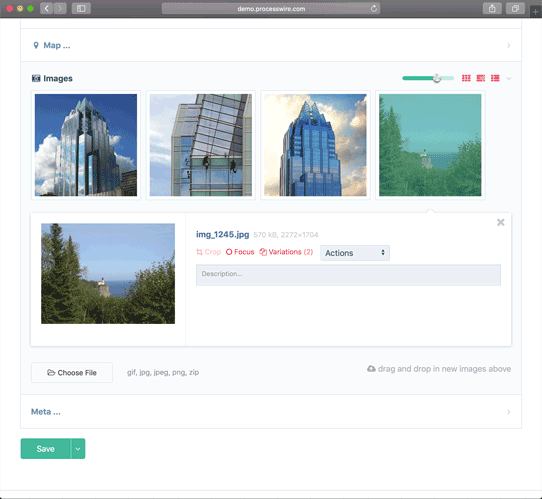 demo.processwire.com
Map ...
Images
img_1245.jpg 570 kB, 2272×1704
Crop Focus Variations (2) Actions
Description...
Choose File gif, jpg, jpeg, png, zip drag and drop in new images above
Meta ...
Save